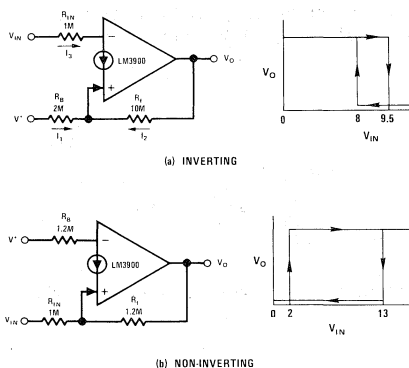 R_IN
1M
V_IN
I_3
LM3900
V_O
R_B
2M
R_f
10M
V+
I_1
I_2
V_O
0
8
9.5
V_IN
(a) INVERTING
R_B
1.2M
V+
LM3900
V_O
R_IN
1M
R_f
1.2M
V_IN
V_O
0
2
13
V_IN
(b) NON-INVERTING